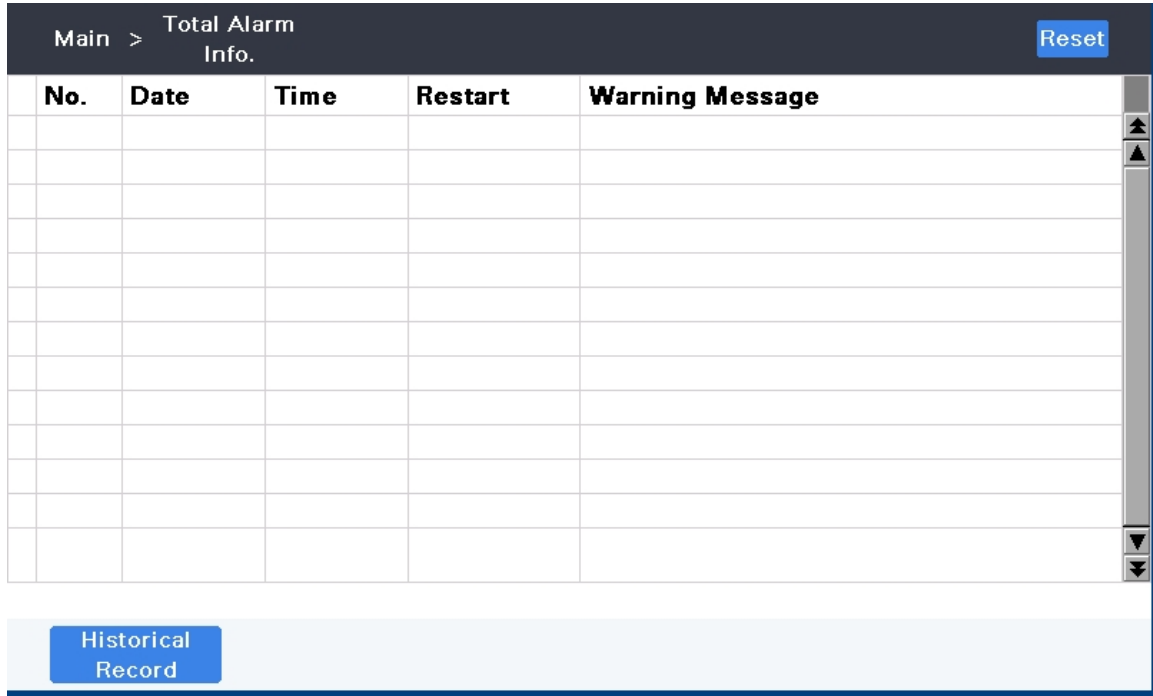 Main > Total Alarm Info. Reset
No. Date Time Restart Warning Message
Historical
Record